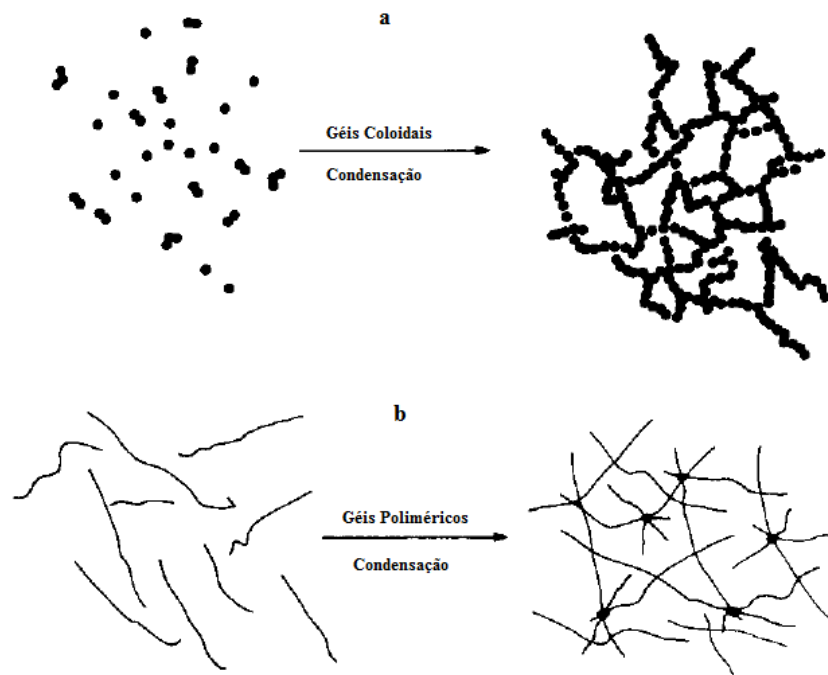 a
Géis Coloidais
Condensação
b
Géis Poliméricos
Condensação